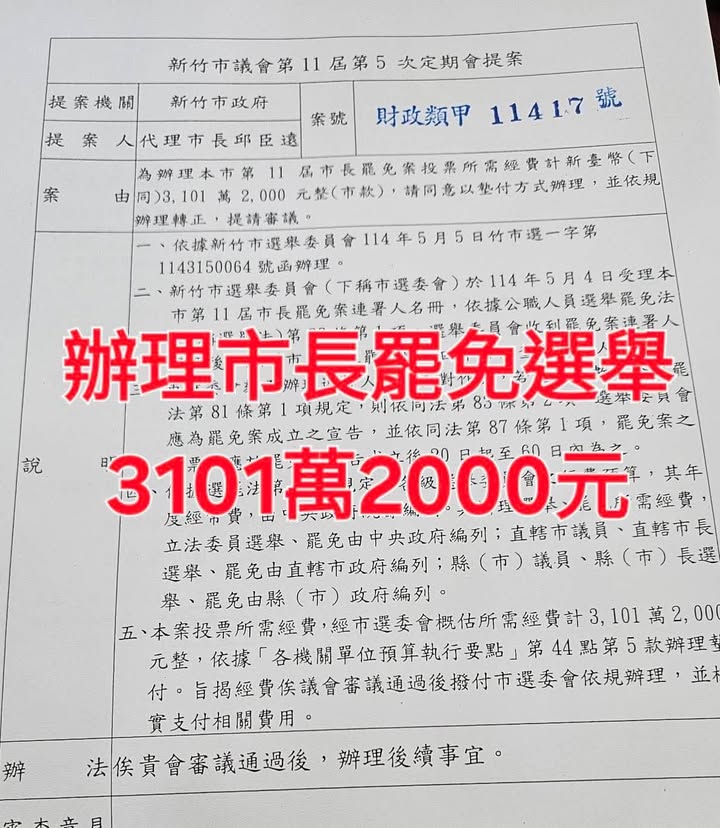 新竹市議會第11屆第5次定期會提案
提案機關 新竹市政府 案號 財政類甲 11417 號
提案人 代理市長邱臣遠
案由 為辦理本市第 11 屆市長罷免案投票所需經費計新臺幣(下
同)3,101 萬 2,000 元整(市款),請同意以墊付方式辦理,並依規
辦理轉正,提請審議。
說明
一、依據新竹市選舉委員會 114 年 5 月 5 日竹市選一字第
1143150064 號函辦理。
二、新竹市選舉委員會(下稱市選委會)於 114 年 5 月 4 日受理本
市第 11 屆市長罷免案連署人名冊,依據公職人員選舉罷免法
選舉委員會收到罷免案連署人
辦理市長罷免選舉
法第 81 條第 1 項規定,則依同法第 83 條第 2 項 選舉委員會
應為罷免案成立之宣告,並依同法第 87 條第 1 項,罷免案之
20 日起至 60 日內為之。
3101萬2000元
度經常費,由中央政府
立法委員選舉、罷免由中央政府編列;直轄市議員、直轄市長
選舉、罷免由直轄市政府編列;縣(市)議員、縣(市)長選
舉、罷免由縣(市)政府編列。
五、本案投票所需經費,經市選委會概估所需經費計 3,101 萬 2,000
元整,依據「各機關單位預算執行要點」第 44 點第 5 款辦理墊
付。旨揭經費俟議會審議通過後撥付市選委會依規辦理,並核
實支付相關費用。
辦法 俟貴會審議通過後,辦理後續事宜。
審查意見